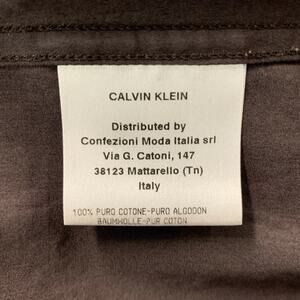 CALVIN KLEIN
Distributed by
Confezioni Moda Italia srl
Via G. Catoni, 147
38123 Mattarello (Tn)
Italy
100% PURO COTONE-PURO ALGODON
BAUMWOLLE-PUR COTON